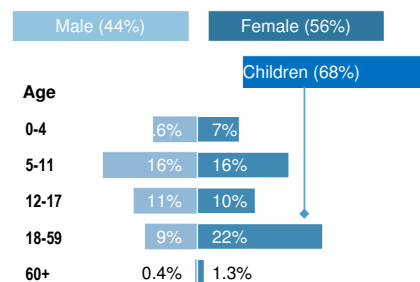 Male (44%) Female (56%)
Children (68%)
Age
0-4 .6% 7%
5-11 16% 16%
12-17 11% 10%
18-59 9% 22%
60+ 0.4% 1.3%